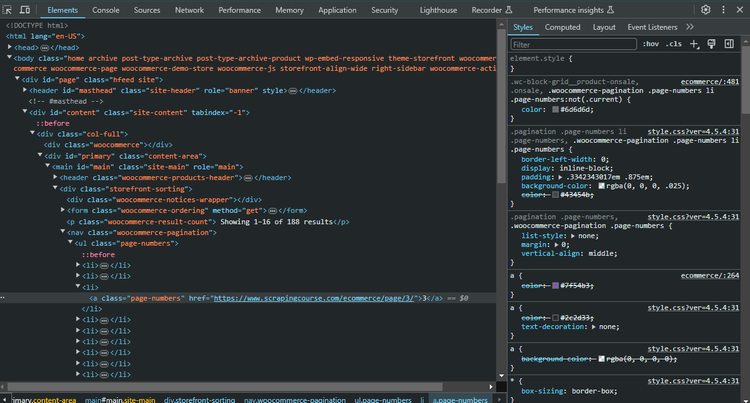 Elements Console Sources Network Performance Memory Application Security Lighthouse Recorder Performance insights
<!DOCTYPE html>
<html lang="en-US">
<head> </head>
<body class="home archive post-type-archive post-type-archive-product wp-embed-responsive theme-storefront woocommer
commerce woocommerce-page woocommerce-demo-store woocommerce-js storefront-align-wide right-sidebar woocommerce-acti
<div id="page" class="hfeed site">
<header id="masthead" class="site-header" role="banner" style> </header>
<!-- #masthead -->
<div id="content" class="site-content" tabindex="-1">
::before
<div class="col-full">
<div class="woocommerce"></div>
<div id="primary" class="content-area">
<main id="main" class="site-main" role="main">
<header class="woocommerce-products-header"> </header>
<div class="storefront-sorting">
<div class="woocommerce-notices-wrapper"></div>
<form class="woocommerce-ordering" method="get"> </form>
<p class="woocommerce-result-count"> Showing 1–16 of 188 results</p>
<nav class="woocommerce-pagination">
<ul class="page-numbers">
::before
<li> </li>
<li> </li>
<li>
<a class="page-numbers" href="https://www.scrapingcourse.com/ecommerce/page/3/">3</a> == $0
</li>
<li> </li>
<li> </li>
<li> </li>
<li> </li>
<li> </li>
<li> </li>
rimary.content-area main#main.site-main div.storefront-sorting nav.woocommerce-pagination ul.page-numbers li a.page-numbers
Styles Computed Layout Event Listeners
Filter :hov .cls
element.style {
}
.wc-block-grid__product-onsale, ecommerce/:481
.onsale, .woocommerce-pagination .page-numbers li
.page-numbers:not(.current) {
color: #6d6d6d;
}
.pagination .page-numbers li style.css?ver=4.5.4:31
.page-numbers, .woocommerce-pagination .page-numbers li
.page-numbers {
border-left-width: 0;
display: inline-block;
padding: .3342343017em .875em;
background-color: rgba(0, 0, 0, .025);
color: #43454b;
}
.pagination .page-numbers, style.css?ver=4.5.4:31
.woocommerce-pagination .page-numbers {
list-style: none;
margin: 0;
vertical-align: middle;
}
a { ecommerce/:264
color: #7f54b3;
}
a { style.css?ver=4.5.4:31
color: #2c2d33;
text-decoration: none;
}
a { style.css?ver=4.5.4:31
background-color: rgba(0, 0, 0, 0);
}
* { style.css?ver=4.5.4:31
box-sizing: border-box;
}